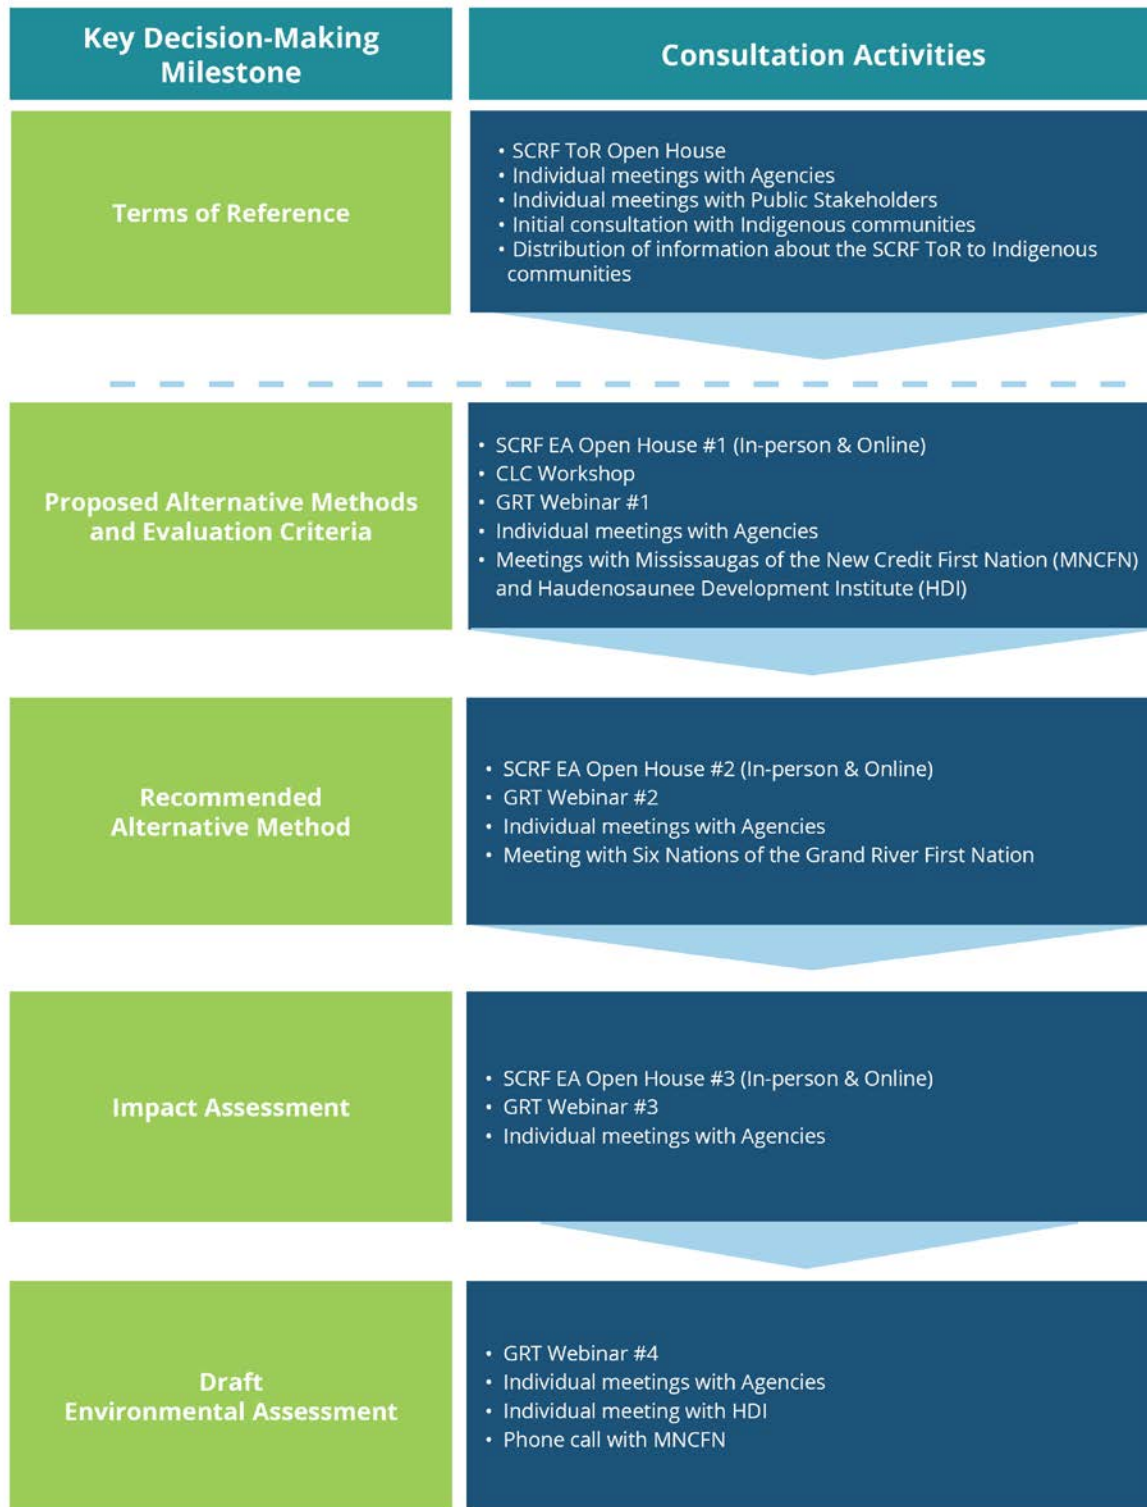 Key Decision-Making
Milestone
Consultation Activities
Terms of Reference
• SCRF ToR Open House
• Individual meetings with Agencies
• Individual meetings with Public Stakeholders
• Initial consultation with Indigenous communities
• Distribution of information about the SCRF ToR to Indigenous
communities
Proposed Alternative Methods
and Evaluation Criteria
• SCRF EA Open House #1 (In-person & Online)
• CLC Workshop
• GRT Webinar #1
• Individual meetings with Agencies
• Meetings with Mississaugas of the New Credit First Nation (MNCFN)
and Haudenosaunee Development Institute (HDI)
Recommended
Alternative Method
• SCRF EA Open House #2 (In-person & Online)
• GRT Webinar #2
• Individual meetings with Agencies
• Meeting with Six Nations of the Grand River First Nation
Impact Assessment
• SCRF EA Open House #3 (In-person & Online)
• GRT Webinar #3
• Individual meetings with Agencies
Draft
Environmental Assessment
• GRT Webinar #4
• Individual meetings with Agencies
• Individual meeting with HDI
• Phone call with MNCFN